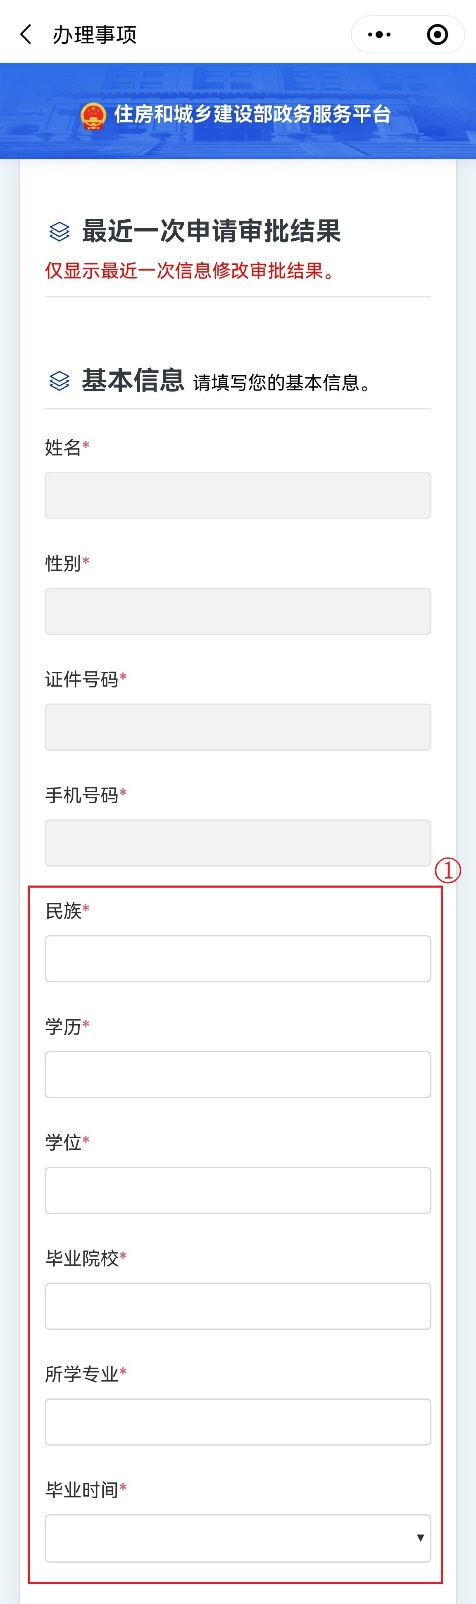 办理事项
住房和城乡建设部政务服务平台
最近一次申请审批结果
仅显示最近一次信息修改审批结果。
基本信息 请填写您的基本信息。
姓名*
性别*
证件号码*
手机号码*
①
民族*
学历*
学位*
毕业院校*
所学专业*
毕业时间*